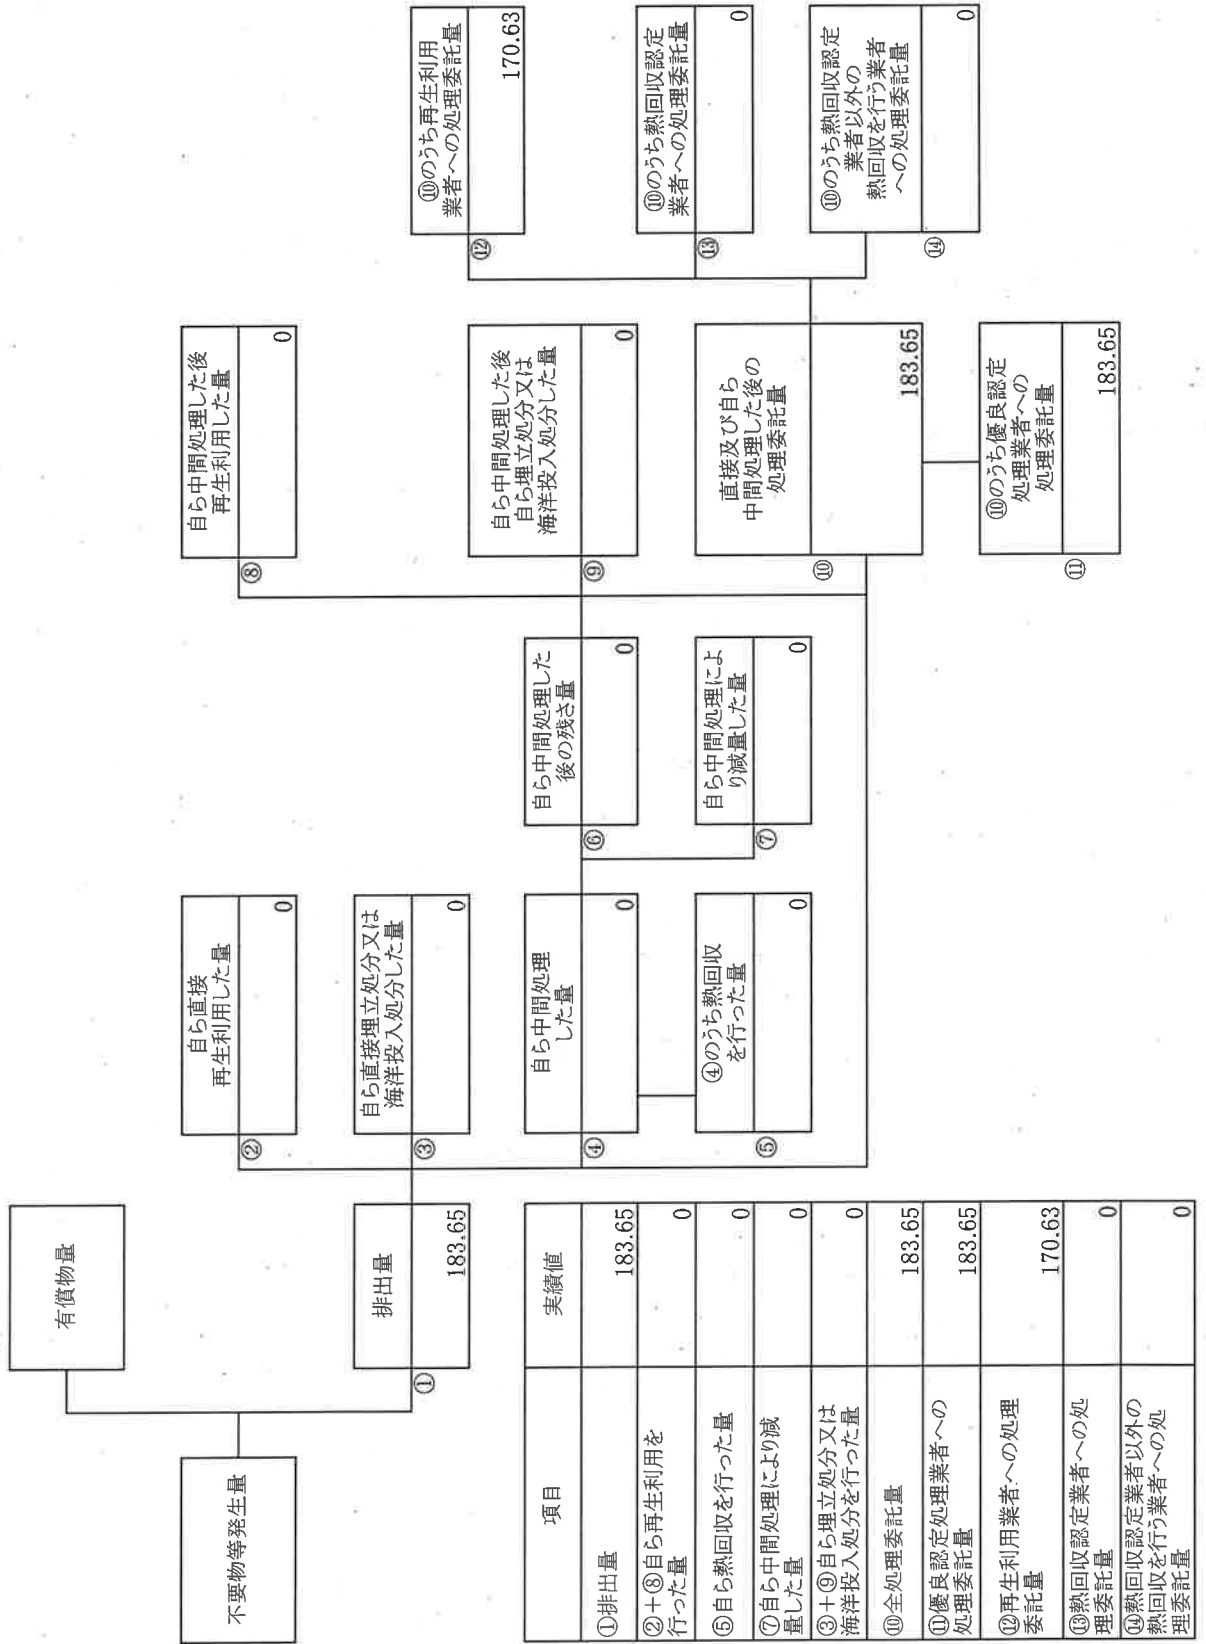 不要物等発生量
有償物量
①
排出量
183.65
②
自ら直接
再生利用した量
0
③
自ら直接埋立処分又は
海洋投入処分した量
0
④
自ら中間処理
した量
0
⑤
④のうち熱回収
を行った量
0
⑥
自ら中間処理した
後の残さ量
0
⑦
自ら中間処理によ
り減量した量
0
⑧
自ら中間処理した後
再生利用した量
0
⑨
自ら中間処理した後
自ら埋立処分又は
海洋投入処分した量
0
⑩
直接及び自ら
中間処理した後の
処理委託量
183.65
⑪
⑩のうち優良認定
処理業者への
処理委託量
183.65
⑫
⑩のうち再生利用
業者への処理委託量
170.63
⑬
⑩のうち熱回収認定
業者への処理委託量
0
⑭
⑩のうち熱回収認定
業者以外の
熱回収を行う業者
への処理委託量
0
項目 実績値
①排出量 183.65
②+⑧自ら再生利用を
行った量 0
⑤自ら熱回収を行った量 0
⑦自ら中間処理により減
量した量 0
③+⑨自ら埋立処分又は
海洋投入処分を行った量 0
⑩全処理委託量 183.65
⑪優良認定処理業者への
処理委託量 183.65
⑫再生利用業者への処理
委託量 170.63
⑬熱回収認定業者への処
理委託量 0
⑭熱回収認定業者以外の
熱回収を行う業者への処
理委託量 0